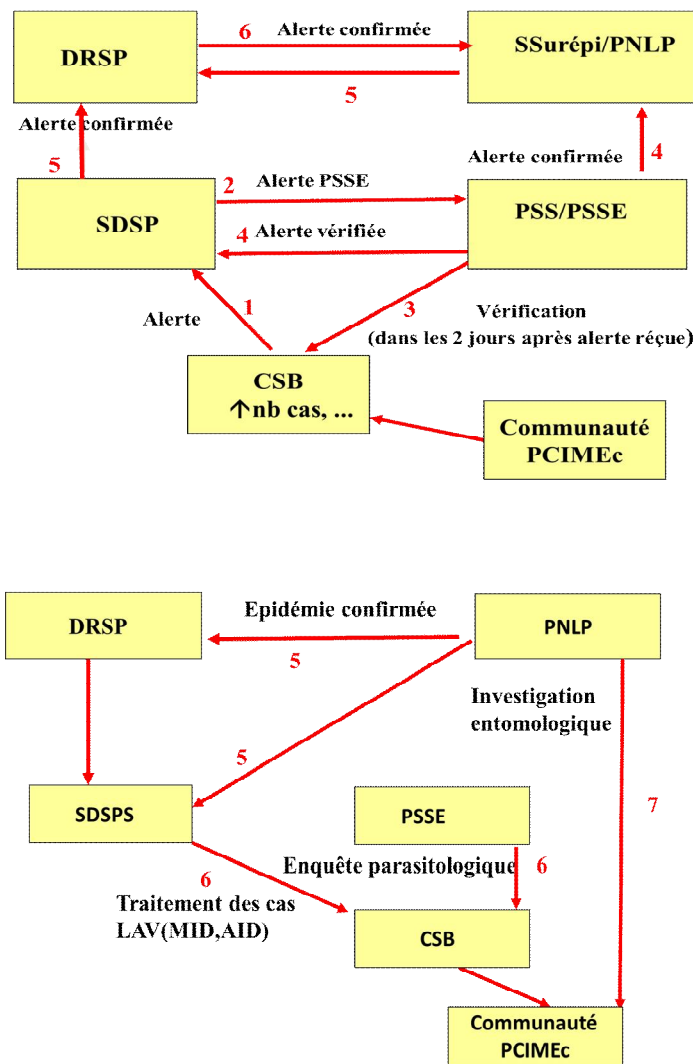 6 Alerte confirmée
DRSP
SSurépi/PNLP
5
Alerte confirmée
5
Alerte confirmée
4
2 Alerte PSSE
SDSP
PSS/PSSE
4 Alerte vérifiée
1
3
Alerte
Vérification
(dans les 2 jours après alerte réçue)
CSB
↑nb cas, ...
Communauté
PCIMEc
DRSP
Epidémie confirmée
5
PNLP
Investigation
entomologique
5
7
SDSPS
PSSE
Enquête parasitologique
6
6
Traitement des cas
LAV(MID,AID)
CSB
Communauté
PCIMEc